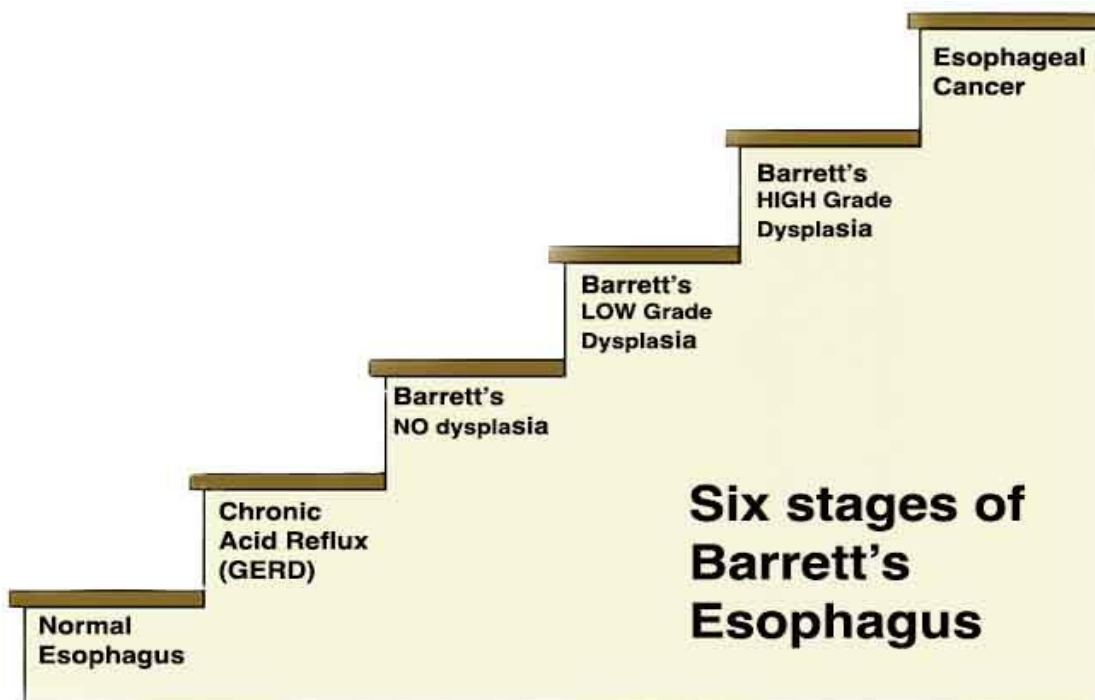 Esophageal
Cancer
Barrett's
HIGH Grade
Dysplasia
Barrett's
LOW Grade
Dysplasia
Barrett's
NO dysplasia
Chronic
Acid Reflux
(GERD)
Normal
Esophagus
Six stages of
Barrett's
Esophagus